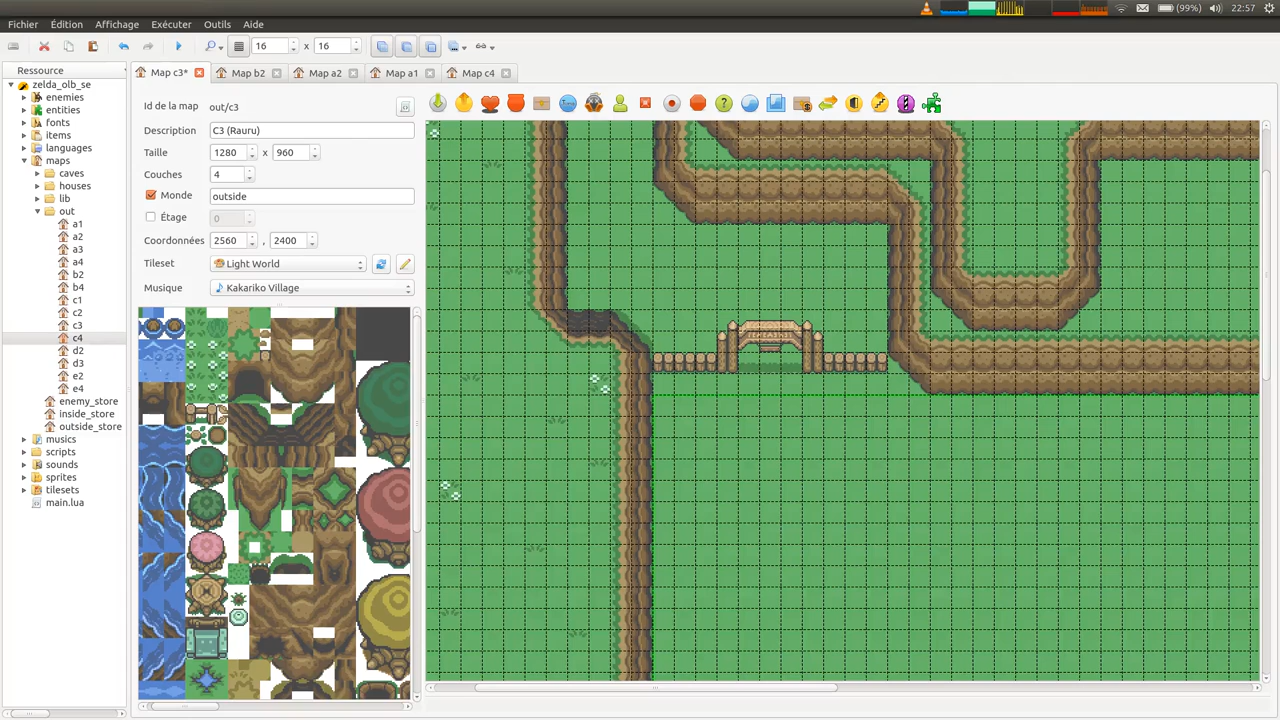 (99%) 22:57
Fichier Édition Affichage Exécuter Outils Aide
16 x 16
Ressource
zelda_olb_se
enemies
entities
fonts
items
languages
maps
caves
houses
lib
out
a1
a2
a3
a4
b2
b4
c1
c2
c3
c4
d2
d3
e2
e4
enemy_store
inside_store
outside_store
musics
scripts
sounds
sprites
tilesets
main.lua
Map c3* Map b2 Map a2 Map a1 Map c4
Id de la map out/c3
Description C3 (Rauru)
Taille 1280 x 960
Couches 4
Monde outside
Étage 0
Coordonnées 2560 , 2400
Tileset Light World
Musique Kakariko Village